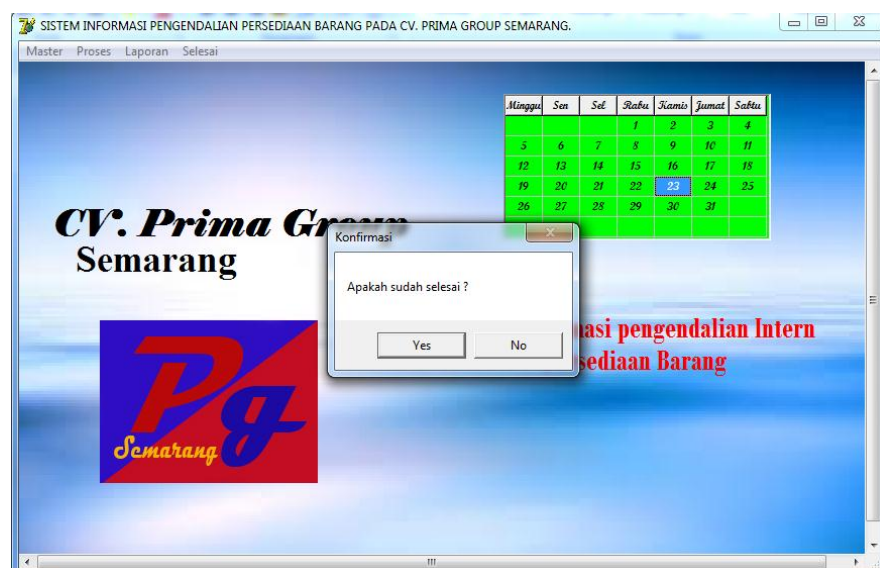 SISTEM INFORMASI PENGENDALIAN PERSEDIAAN BARANG PADA CV. PRIMA GROUP SEMARANG.
Master Proses Laporan Selesai
Minggu Sen Sel Rabu Kamis Jumat Sabtu
1 2 3 4
5 6 7 8 9 10 11
12 13 14 15 16 17 18
19 20 21 22 23 24 25
26 27 28 29 30 31
CV. Prima Group
Semarang
Konfirmasi
Apakah sudah selesai ?
Yes No
pengendalian Intern
Barang
Pg
Semarang